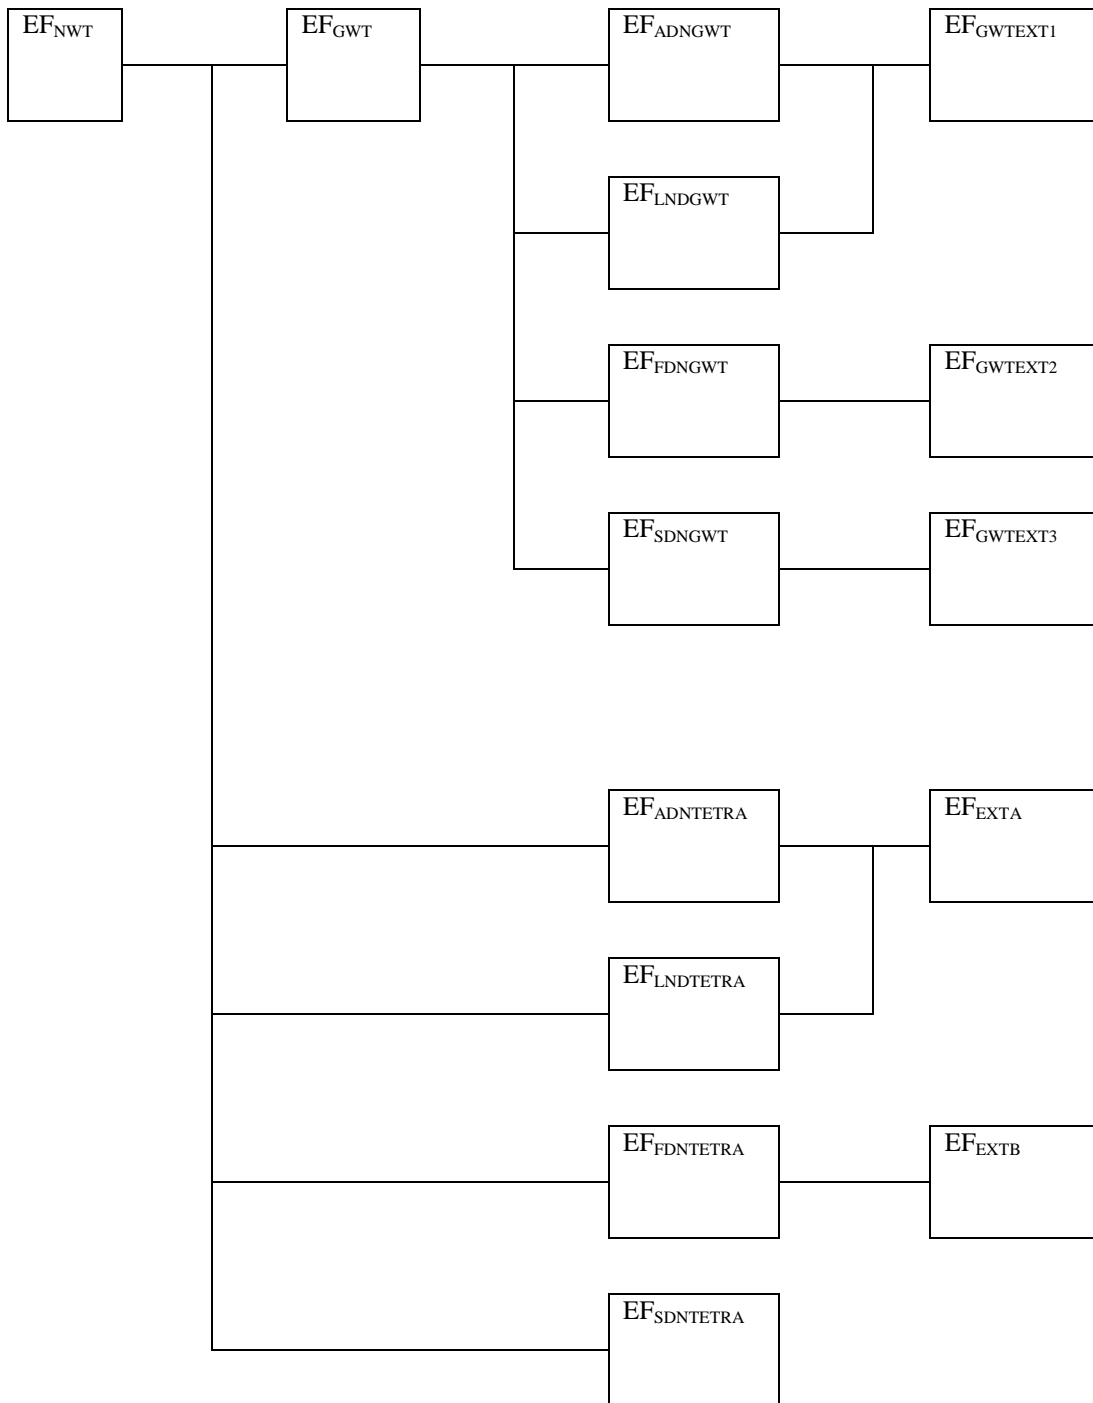 EFNWT
EFGWT
EFADNGWT
EFGWTEXT1
EFLNDGWT
EFFDNGWT
EFGWTEXT2
EFSDNGWT
EFGWTEXT3
EFADNTETRA
EFEXTA
EFLNDTETRA
EFFDNTETRA
EFEXTB
EFSDNTETRA